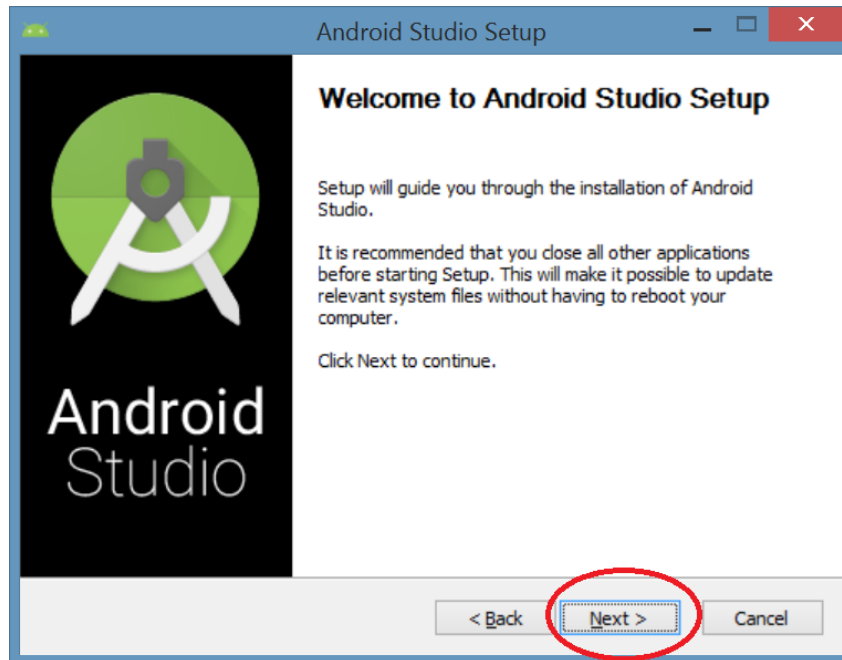 Android Studio Setup
Welcome to Android Studio Setup
Setup will guide you through the installation of Android
Studio.
It is recommended that you close all other applications
before starting Setup. This will make it possible to update
relevant system files without having to reboot your
computer.
Click Next to continue.
Android
Studio
< Back
Next >
Cancel